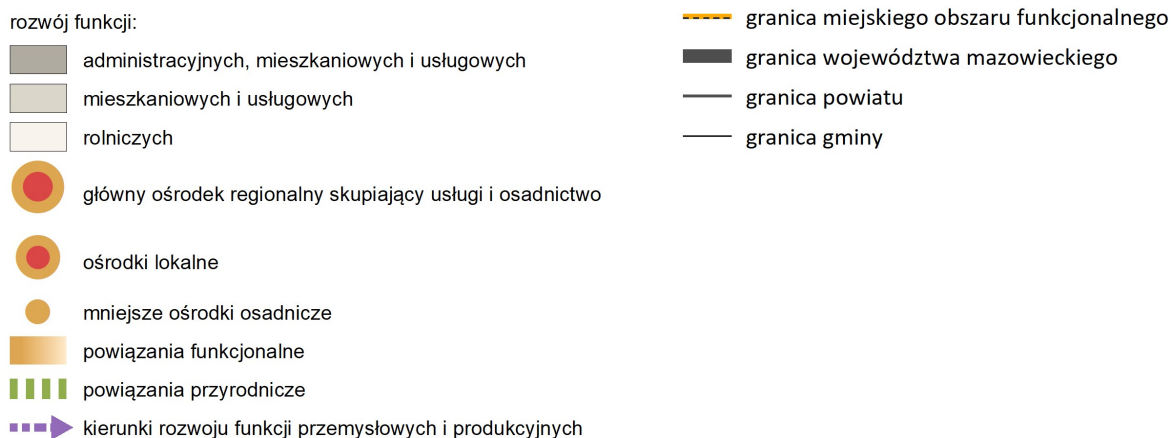 rozwój funkcji:
administracyjnych, mieszkaniowych i usługowych
mieszkaniowych i usługowych
rolniczych
główny ośrodek regionalny skupiający usługi i osadnictwo
ośrodki lokalne
mniejsze ośrodki osadnicze
powiązania funkcjonalne
powiązania przyrodnicze
kierunki rozwoju funkcji przemysłowych i produkcyjnych
granica miejskiego obszaru funkcjonalnego
granica województwa mazowieckiego
granica powiatu
granica gminy